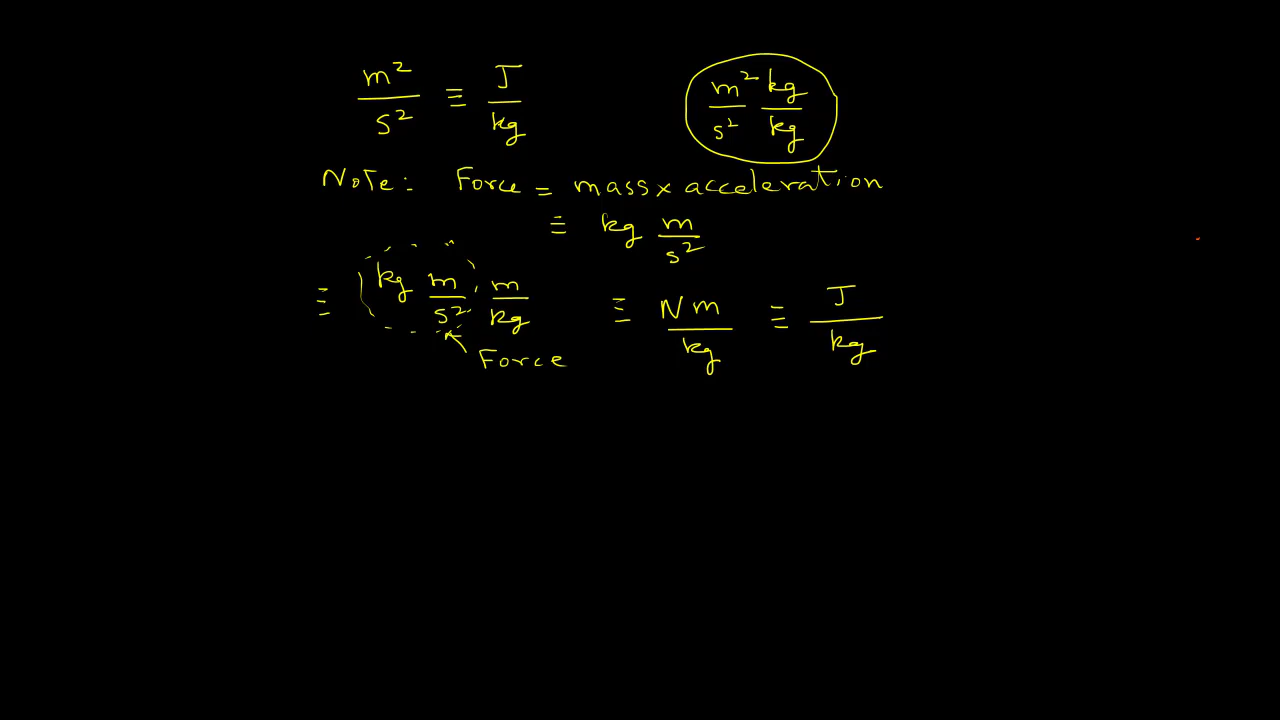 m²/s² ≡ J/kg    m²/s² kg/kg
Note: Force = mass x acceleration
≡ kg m/s²
≡ kg m/s² · m/kg ≡ N m/kg ≡ J/kg
Force